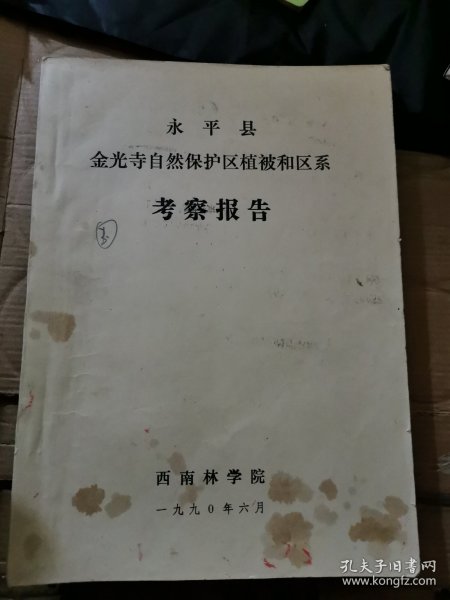 永平县
金光寺自然保护区植被和区系
考察报告
西南林学院
一九九0年六月
孔夫子旧书网
www.kongfz.com